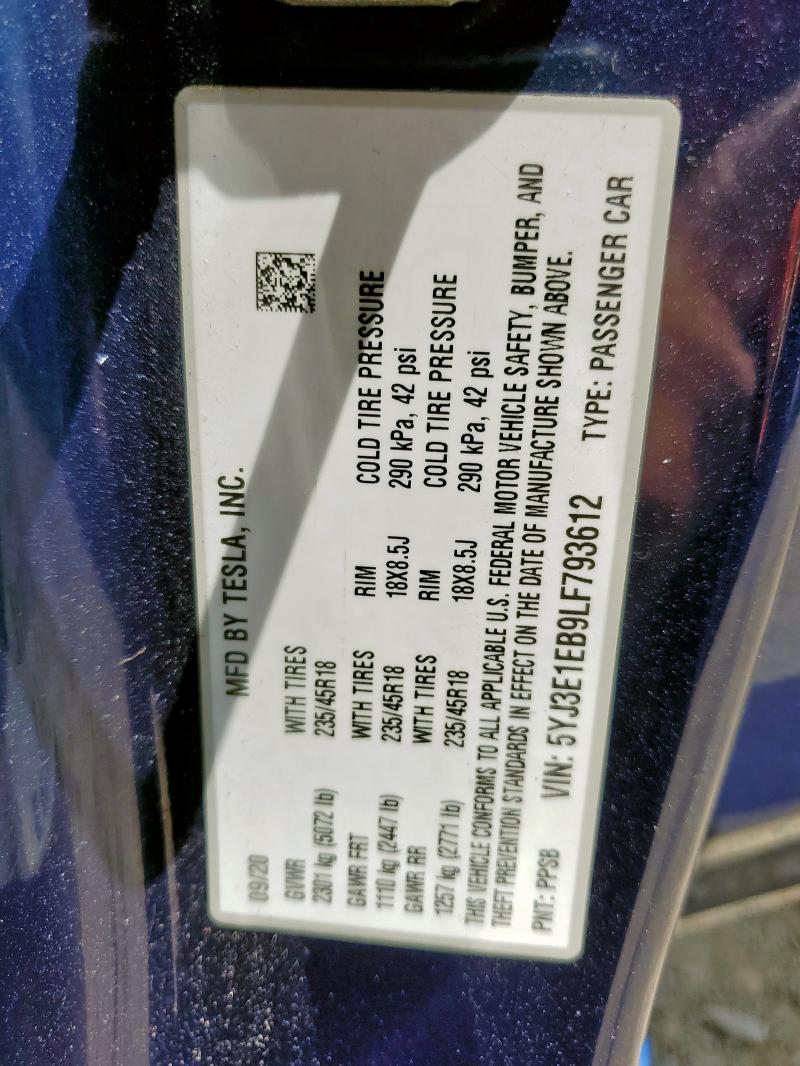 MFD BY TESLA, INC.
09/20
GVWR WITH TIRES
2301 kg (5072 lb) 235/45R18
GAWR FRT WITH TIRES RIM COLD TIRE PRESSURE
1110 kg (2447 lb) 235/45R18 18X8.5J 290 kPa, 42 psi
GAWR RR WITH TIRES RIM COLD TIRE PRESSURE
1257 kg (2771 lb) 235/45R18 18X8.5J 290 kPa, 42 psi
THIS VEHICLE CONFORMS TO ALL APPLICABLE U.S. FEDERAL MOTOR VEHICLE SAFETY, BUMPER, AND
THEFT PREVENTION STANDARDS IN EFFECT ON THE DATE OF MANUFACTURE SHOWN ABOVE.
PNT: PPSB VIN: 5YJ3E1EB9LF793612 TYPE: PASSENGER CAR